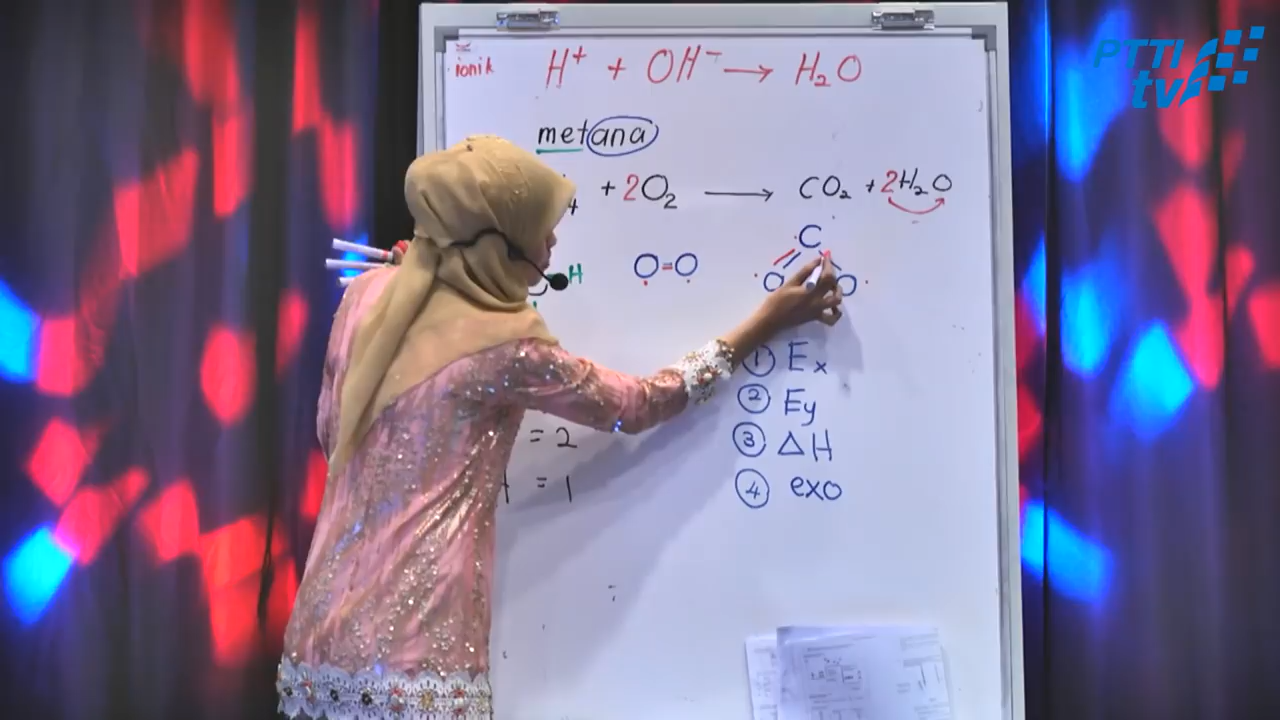 PTTI
tv
ionik H⁺ + OH⁻ → H₂O
metana
₄ + 2O₂ → CO₂ + 2H₂O
H O=O C
O O
① Ex
② Ey
= 2 ③ ΔH
= 1 ④ exo